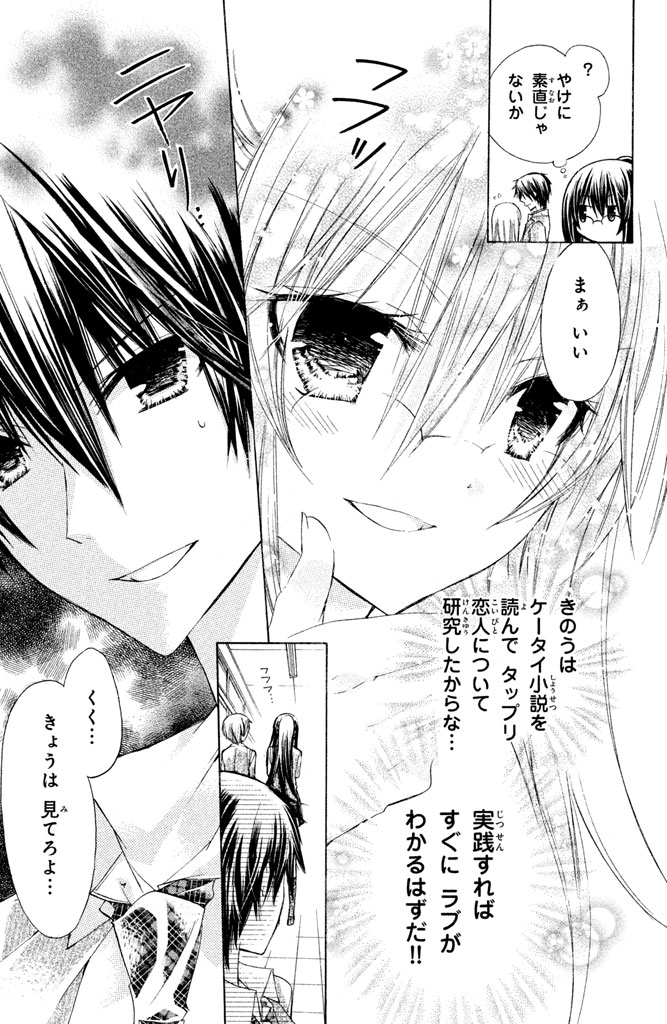 ？
やけに
素直じゃ
ないか
まぁ いい
フッ
きのうは
ケータイ小説を
読んで タップリ
恋人について
研究したからな…
実践すれば
すぐに ラブが
わかるはずだ!!
ニヤリ…
フフフ…
くく…
きょうは 見てろよ…